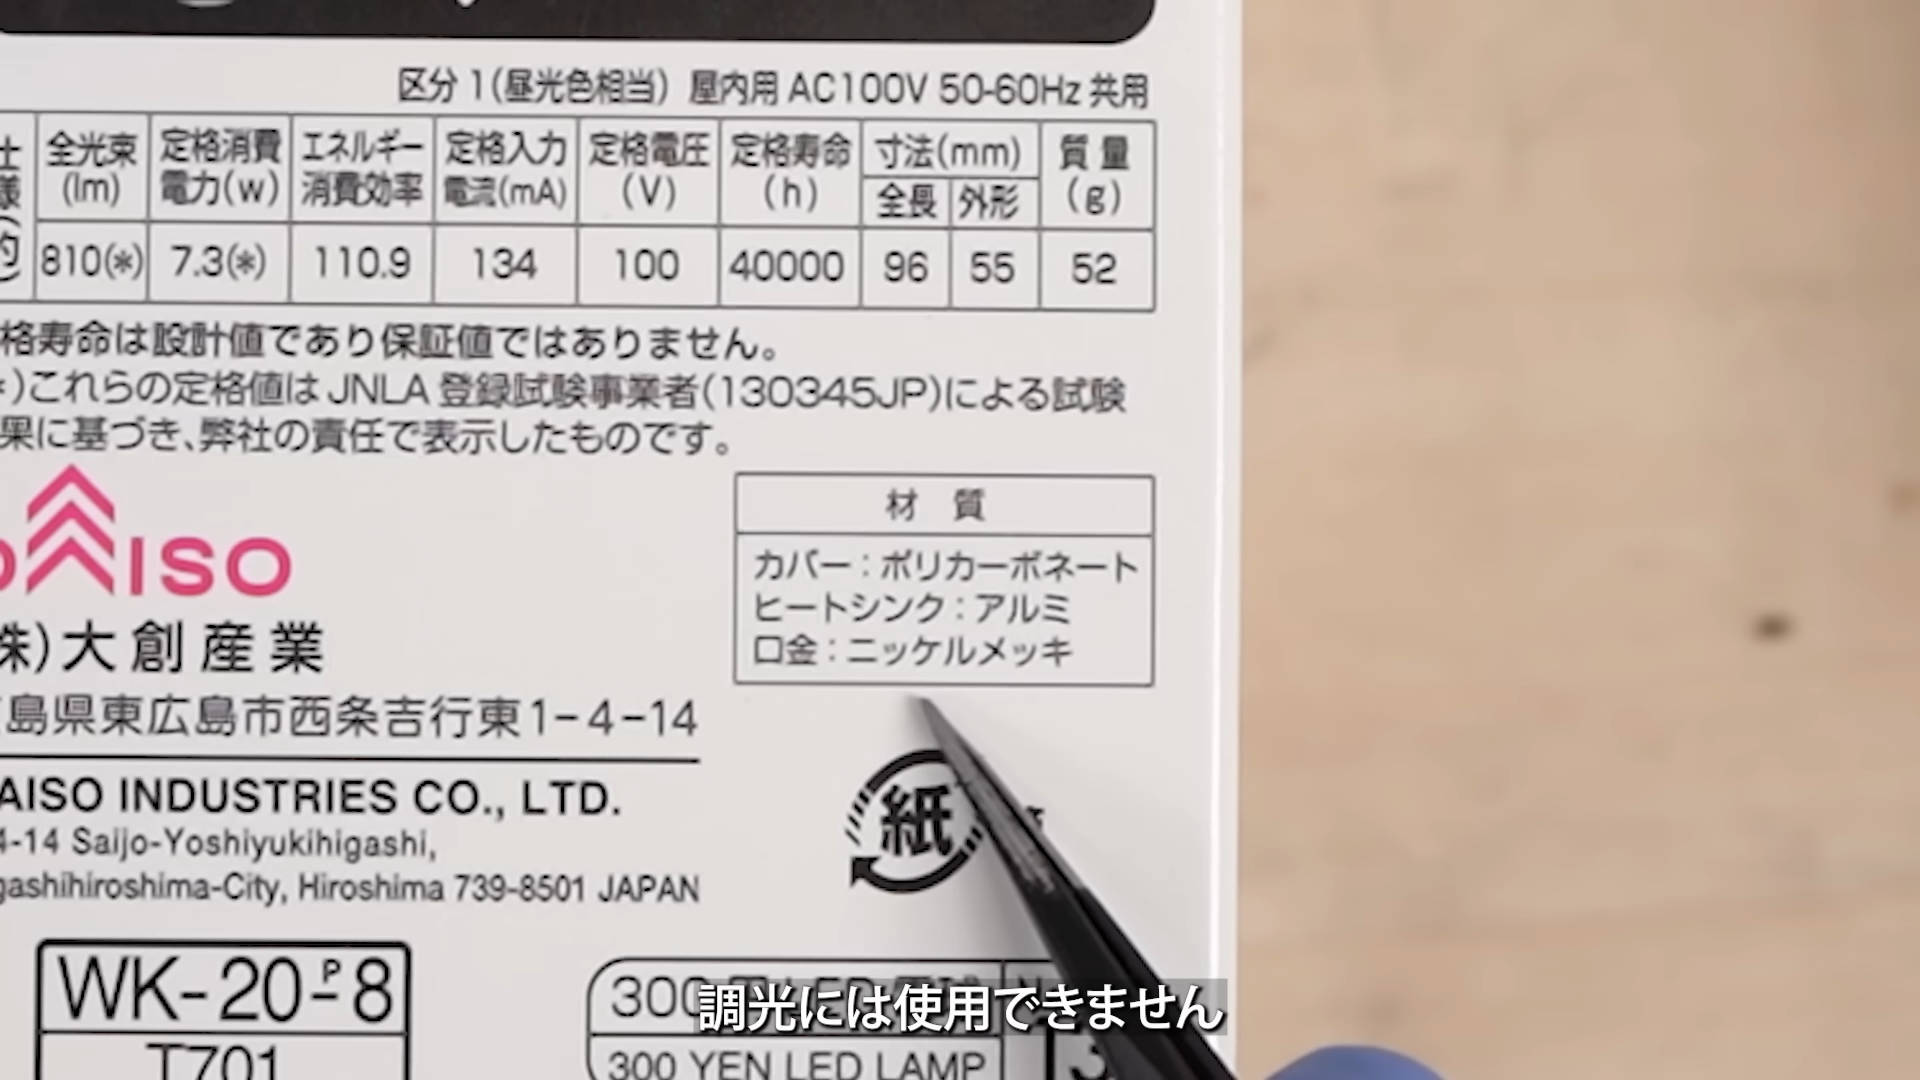 区分1(昼光色相当) 屋内用 AC100V 50-60Hz 共用
全光束 定格消費 エネルギー 定格入力 定格電圧 定格寿命 寸法(mm) 質量
(lm) 電力(w) 消費効率 電流(mA) (V) (h) 全長 外形 (g)
810(*) 7.3(*) 110.9 134 100 40000 96 55 52
格寿命は設計値であり保証値ではありません。
*)これらの定格値は JNLA 登録試験事業者(130345JP)による試験
果に基づき、弊社の責任で表示したものです。
DAISO
株)大創産業
島県東広島市西条吉行東1-4-14
AISO INDUSTRIES CO., LTD.
4-14 Saijo-Yoshiyukihigashi,
gashihiroshima-City, Hiroshima 739-8501 JAPAN
材 質
カバー:ポリカーボネート
ヒートシンク:アルミ
口金:ニッケルメッキ
紙
WK-20-P-8
T701
300
300 YEN LED LAMP
調光には使用できません